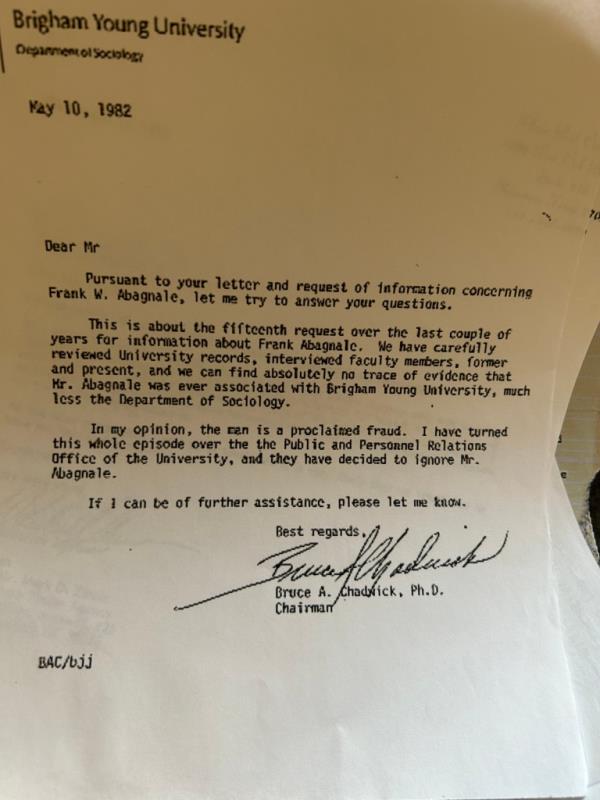 Brigham Young University
Department of Sociology
May 10, 1982
Dear Mr
Pursuant to your letter and request of information concerning
Frank W. Abagnale, let me try to answer your questions.
This is about the fifteenth request over the last couple of
years for information about Frank Abagnale. We have carefully
reviewed University records, interviewed faculty members, former
and present, and we can find absolutely no trace of evidence that
Mr. Abagnale was ever associated with Brigham Young University, much
less the Department of Sociology.
In my opinion, the man is a proclaimed fraud. I have turned
this whole episode over the the Public and Personnel Relations
Office of the University, and they have decided to ignore Mr.
Abagnale.
If I can be of further assistance, please let me know.
Best regards,
Bruce A Chadwick
Bruce A. Chadwick, Ph.D.
Chairman
BAC/bjj